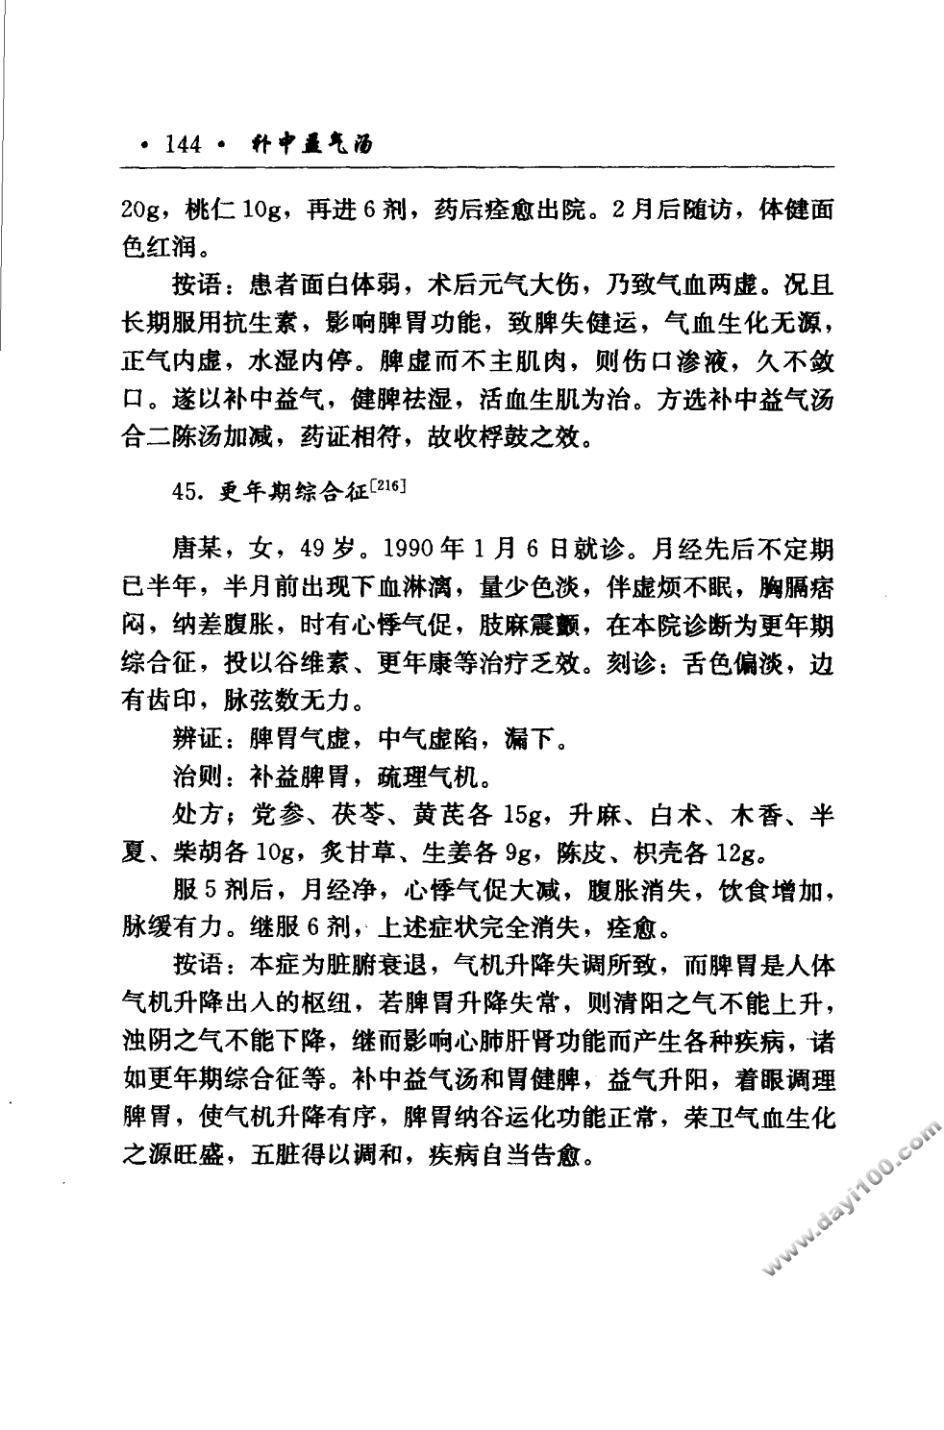 ·144· 补中益气汤
20g，桃仁10g，再进6剂，药后痊愈出院。2月后随访，体健面
色红润。
按语：患者面白体弱，术后元气大伤，乃致气血两虚。况且
长期服用抗生素，影响脾胃功能，致脾失健运，气血生化无源，
正气内虚，水湿内停。脾虚而不主肌肉，则伤口渗液，久不敛
口。遂以补中益气，健脾祛湿，活血生肌为治。方选补中益气汤
合二陈汤加减，药证相符，故收桴鼓之效。
45. 更年期综合征[216]
唐某，女，49岁。1990年1月6日就诊。月经先后不定期
已半年，半月前出现下血淋漓，量少色淡，伴虚烦不眠，胸膈痞
闷，纳差腹胀，时有心悸气促，肢麻震颤，在本院诊断为更年期
综合征，投以谷维素、更年康等治疗乏效。刻诊：舌色偏淡，边
有齿印，脉弦数无力。
辨证：脾胃气虚，中气虚陷，漏下。
治则：补益脾胃，疏理气机。
处方；党参、茯苓、黄芪各15g，升麻、白术、木香、半
夏、柴胡各10g，炙甘草、生姜各9g，陈皮、枳壳各12g。
服5剂后，月经净，心悸气促大减，腹胀消失，饮食增加，
脉缓有力。继服6剂，上述症状完全消失，痊愈。
按语：本症为脏腑衰退，气机升降失调所致，而脾胃是人体
气机升降出入的枢纽，若脾胃升降失常，则清阳之气不能上升，
浊阴之气不能下降，继而影响心肺肝肾功能而产生各种疾病，诸
如更年期综合征等。补中益气汤和胃健脾，益气升阳，着眼调理
脾胃，使气机升降有序，脾胃纳谷运化功能正常，荣卫气血生化
之源旺盛，五脏得以调和，疾病自当告愈。
www.dayi100.com